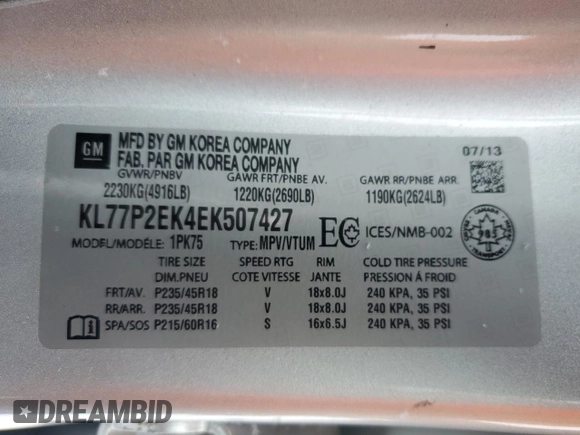 GM
MFD BY GM KOREA COMPANY
FAB. PAR GM KOREA COMPANY
07/13
GVWR/PNBV GAWR FRT/PNBE AV. GAWR RR/PNBE ARR.
2230KG(4916LB) 1220KG(2690LB) 1190KG(2624LB)
KL77P2EK4EK507427
EC ICES/NMB-002
MODEL/MODÈLE: 1PK75 TYPE: MPV/VTUM
TIRE SIZE SPEED RTG RIM COLD TIRE PRESSURE
DIM.PNEU COTE VITESSE JANTE PRESSION À FROID
FRT/AV. P235/45R18 V 18x8.0J 240 KPA, 35 PSI
RR/ARR. P235/45R18 V 18x8.0J 240 KPA, 35 PSI
SPA/SOS P215/60R16 S 16x6.5J 240 KPA, 35 PSI
DREAMBID